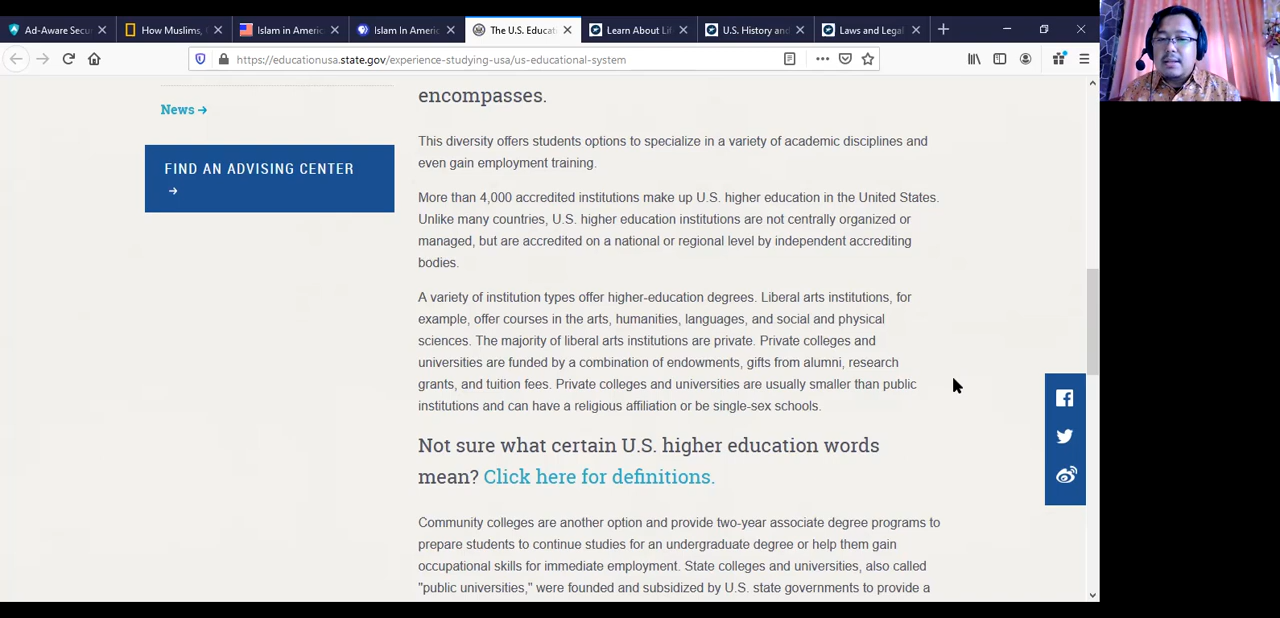 Ad-Aware Secu
How Muslims,
Islam in Americ
Islam In Americ
The U.S. Educat
Learn About Lif
U.S. History and
Laws and Legal
https://educationusa.state.gov/experience-studying-usa/us-educational-system
encompasses.
News →
FIND AN ADVISING CENTER
→
This diversity offers students options to specialize in a variety of academic disciplines and
even gain employment training.
More than 4,000 accredited institutions make up U.S. higher education in the United States.
Unlike many countries, U.S. higher education institutions are not centrally organized or
managed, but are accredited on a national or regional level by independent accrediting
bodies.
A variety of institution types offer higher-education degrees. Liberal arts institutions, for
example, offer courses in the arts, humanities, languages, and social and physical
sciences. The majority of liberal arts institutions are private. Private colleges and
universities are funded by a combination of endowments, gifts from alumni, research
grants, and tuition fees. Private colleges and universities are usually smaller than public
institutions and can have a religious affiliation or be single-sex schools.
Not sure what certain U.S. higher education words
mean? Click here for definitions.
Community colleges are another option and provide two-year associate degree programs to
prepare students to continue studies for an undergraduate degree or help them gain
occupational skills for immediate employment. State colleges and universities, also called
"public universities," were founded and subsidized by U.S. state governments to provide a